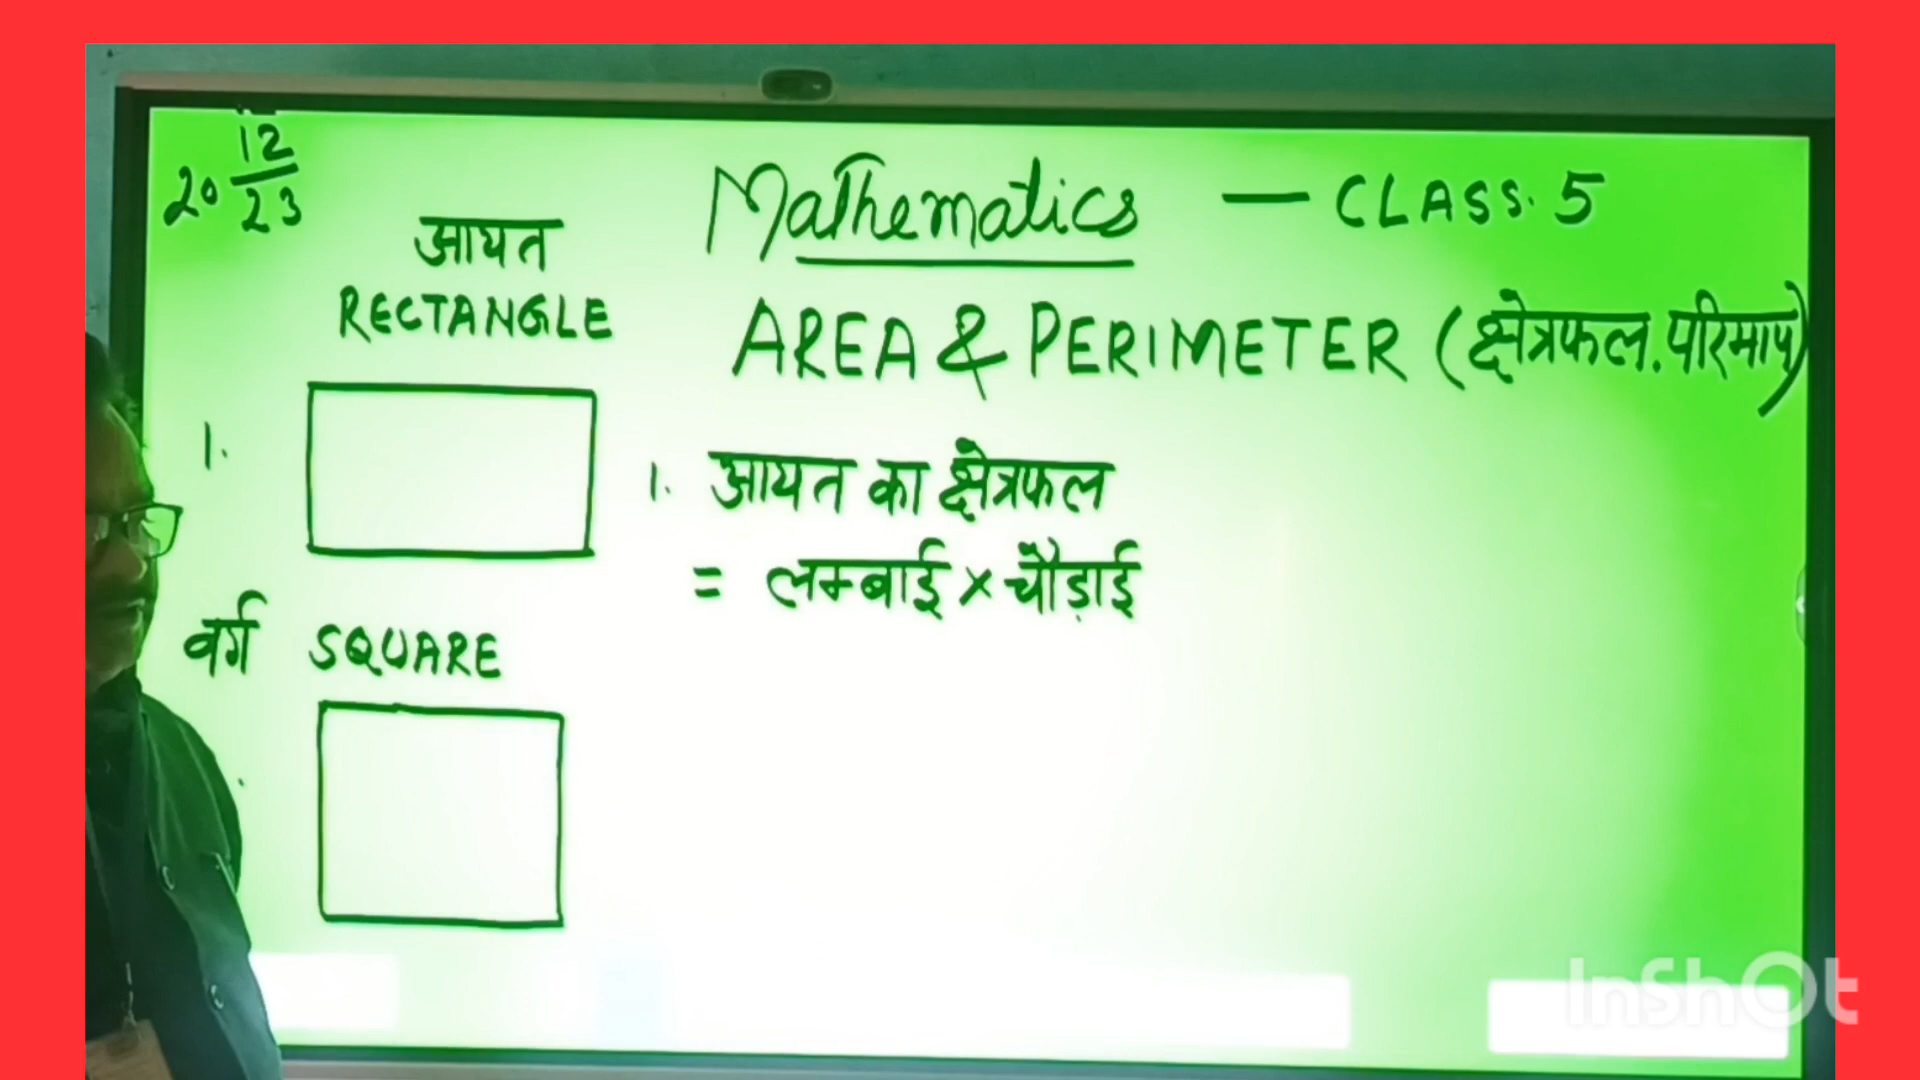 20 12/23
Mathematics — CLASS. 5
आयत
RECTANGLE
AREA & PERIMETER (क्षेत्रफल.परिमाप)
1.
1. आयत का क्षेत्रफल
= लम्बाई × चौड़ाई
वर्ग SQUARE
InShOt